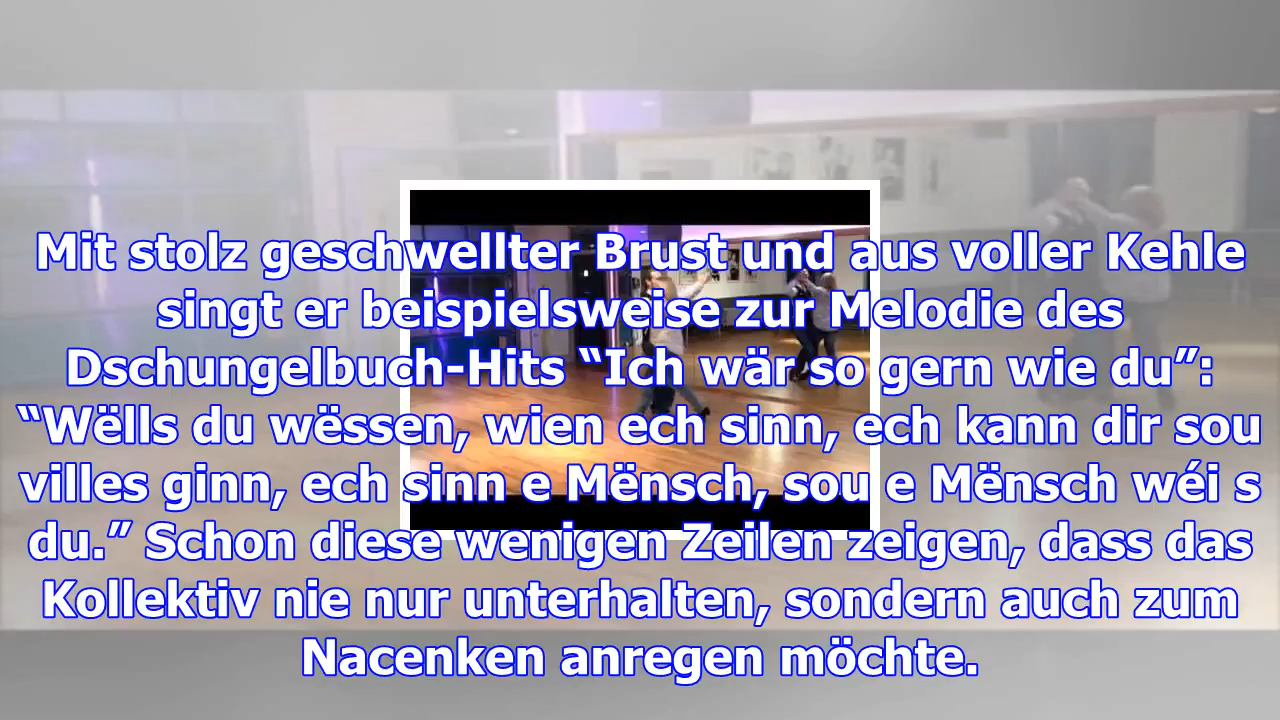 Mit stolz geschwellter Brust und aus voller Kehle
singt er beispielsweise zur Melodie des
Dschungelbuch-Hits “Ich wär so gern wie du”:
“Wëlls du wëssen, wien ech sinn, ech kann dir sou
villes ginn, ech sinn e Mënsch, sou e Mënsch wéi s
du.” Schon diese wenigen Zeilen zeigen, dass das
Kollektiv nie nur unterhalten, sondern auch zum
Nacenken anregen möchte.